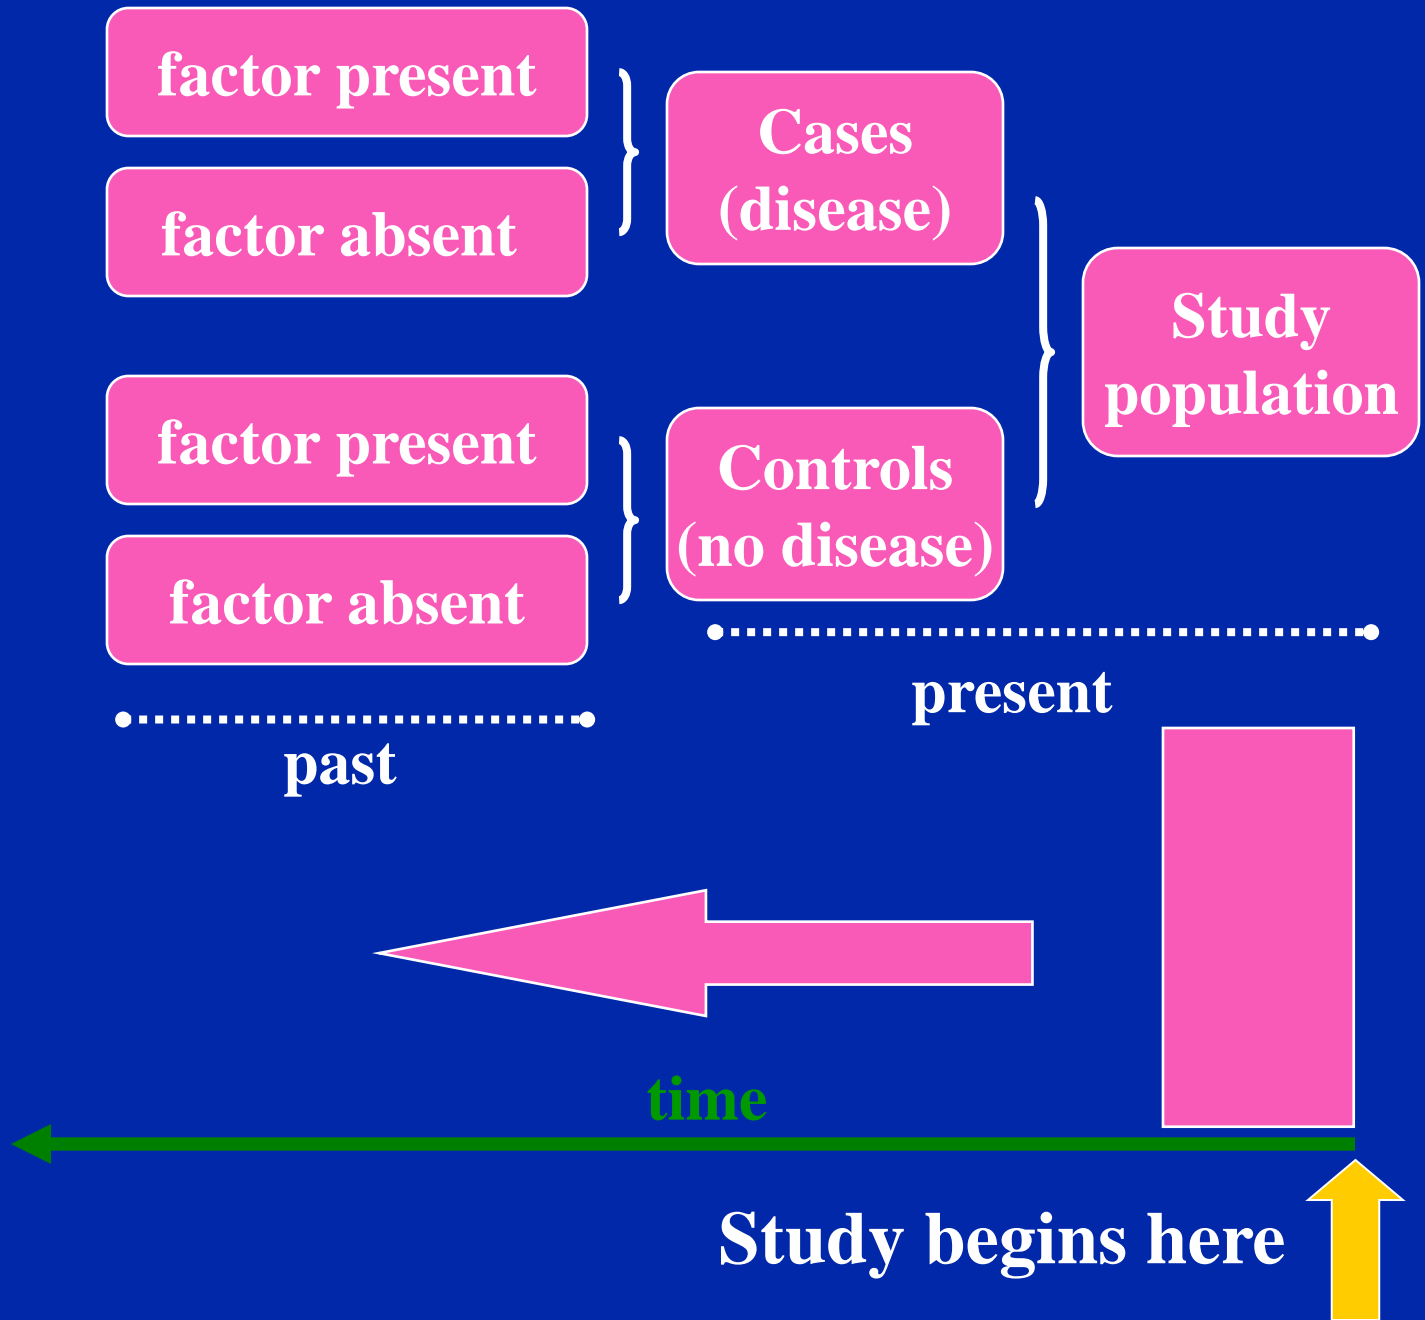 factor present
factor absent
Cases
(disease)
Study
population
factor present
factor absent
Controls
(no disease)
present
past
time
Study begins here